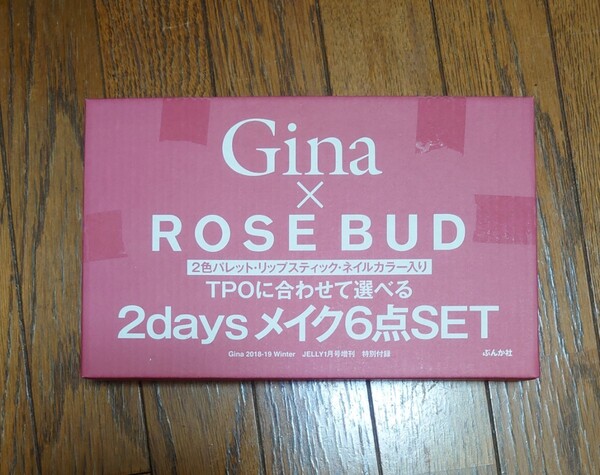 Gina
×
ROSE BUD
2色パレット・リップスティック・ネイルカラー入り
TPOに合わせて選べる
2days メイク6点SET
Gina 2018-19 Winter JELLY1月号増刊 特別付録
ぶんか社